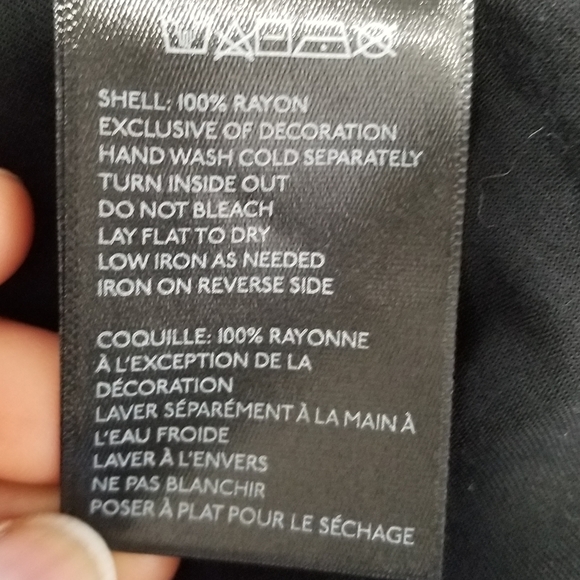 SHELL: 100% RAYON
EXCLUSIVE OF DECORATION
HAND WASH COLD SEPARATELY
TURN INSIDE OUT
DO NOT BLEACH
LAY FLAT TO DRY
LOW IRON AS NEEDED
IRON ON REVERSE SIDE
COQUILLE: 100% RAYONNE
À L'EXCEPTION DE LA
DÉCORATION
LAVER SÉPARÉMENT À LA MAIN À
L'EAU FROIDE
LAVER À L'ENVERS
NE PAS BLANCHIR
POSER À PLAT POUR LE SÉCHAGE